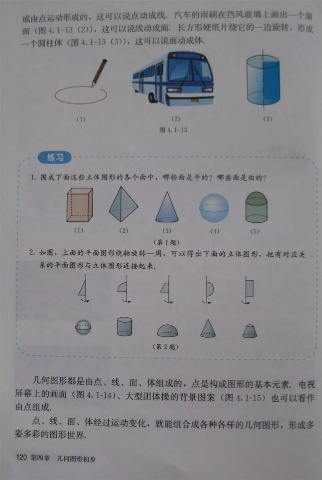 成由点运动形成的，这可以说点动成线．汽车的雨刷在挡风玻璃上画出一个扇
面（图 4.1-13（2）），这可以说线动成面．长方形硬纸片绕它的一边旋转，形成
一个圆柱体（图 4.1-13（3）），这可以说面动成体．
（1）
（2）
（3）
图 4.1-13
练习
1. 围成下面这些立体图形的各个面中，哪些面是平的？哪些面是曲的？
（1）
（2）
（3）
（4）
（5）
（第 1 题）
2. 如图，上面的平面图形绕轴旋转一周，可以得出下面的立体图形，把有对应关
系的平面图形与立体图形连接起来．
（第 2 题）
几何图形都是由点、线、面、体组成的，点是构成图形的基本元素．电视
屏幕上的画面（图 4.1-14）、大型团体操的背景图案（图 4.1-15）也可以看作
由点组成．
点、线、面、体经过运动变化，就能组合成各种各样的几何图形，形成多
姿多彩的图形世界．
120 第四章 几何图形初步